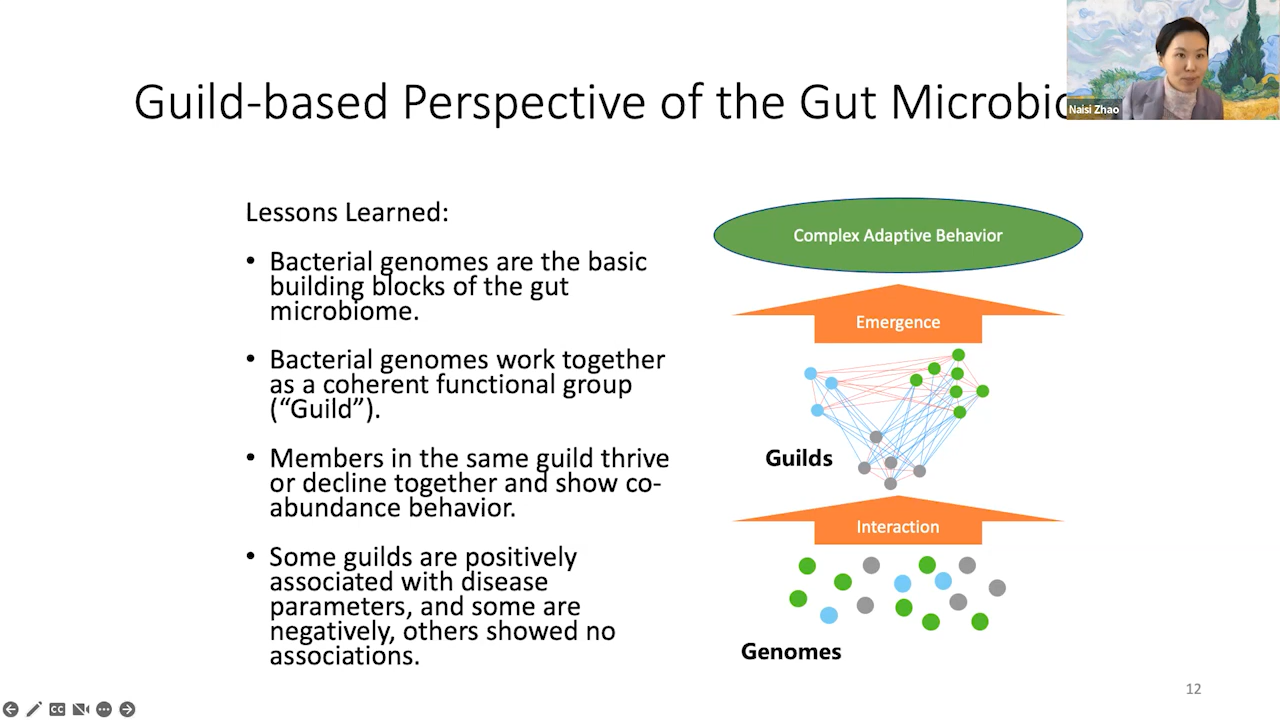 Guild-based Perspective of the Gut Microbio
Naisi Zhao
Lessons Learned:
• Bacterial genomes are the basic
building blocks of the gut
microbiome.
• Bacterial genomes work together
as a coherent functional group
(“Guild”).
• Members in the same guild thrive
or decline together and show co-
abundance behavior.
• Some guilds are positively
associated with disease
parameters, and some are
negatively, others showed no
associations.
Complex Adaptive Behavior
Emergence
Guilds
Interaction
Genomes
12
CC